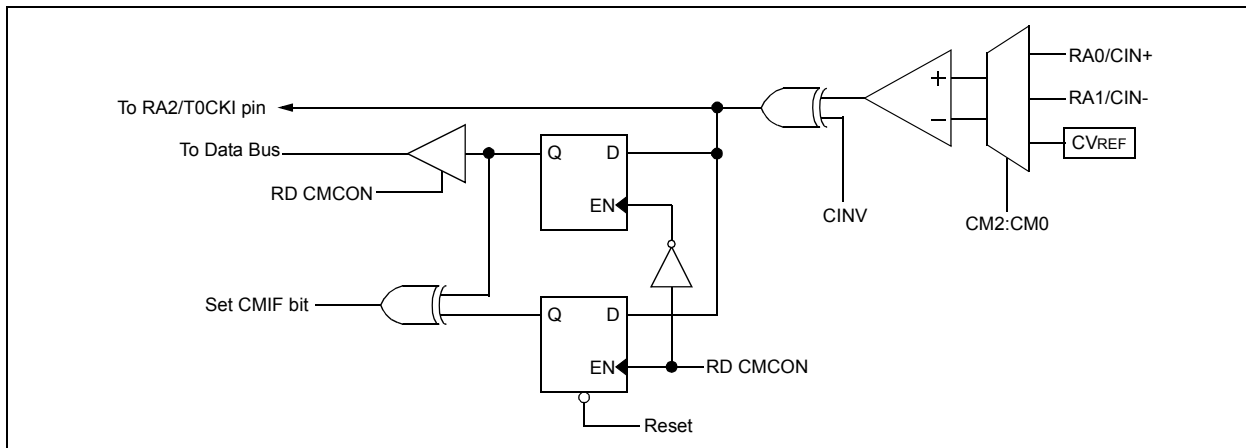 RA0/CIN+
To RA2/T0CKI pin
RA1/CIN-
To Data Bus
Q D
CVREF
RD CMCON
EN
CINV
CM2:CM0
Set CMIF bit
Q D
EN
RD CMCON
Reset